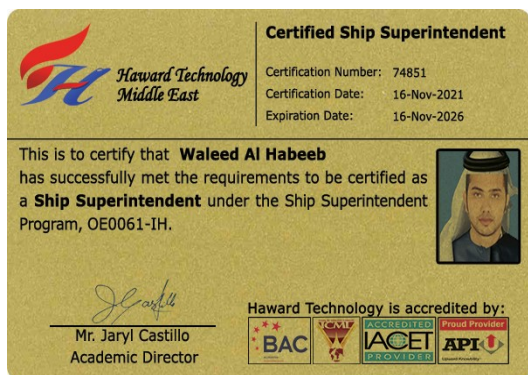 Haward Technology
Middle East
Certified Ship Superintendent
Certification Number: 74851
Certification Date: 16-Nov-2021
Expiration Date: 16-Nov-2026
This is to certify that Waleed Al Habeeb
has successfully met the requirements to be certified as
a Ship Superintendent under the Ship Superintendent
Program, OE0061-IH.
Mr. Jaryl Castillo
Academic Director
Haward Technology is accredited by:
BAC
TCMI
ACCREDITED
IACET
PROVIDER
Proud Provider
API